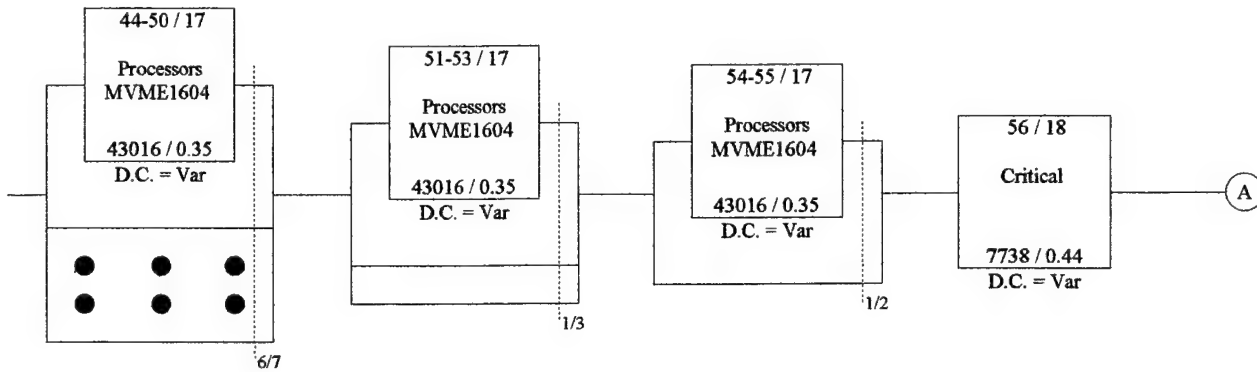 44-50 / 17
Processors
MVME1604
43016 / 0.35
D.C. = Var
6/7
51-53 / 17
Processors
MVME1604
43016 / 0.35
D.C. = Var
1/3
54-55 / 17
Processors
MVME1604
43016 / 0.35
D.C. = Var
1/2
56 / 18
Critical
7738 / 0.44
D.C. = Var
A